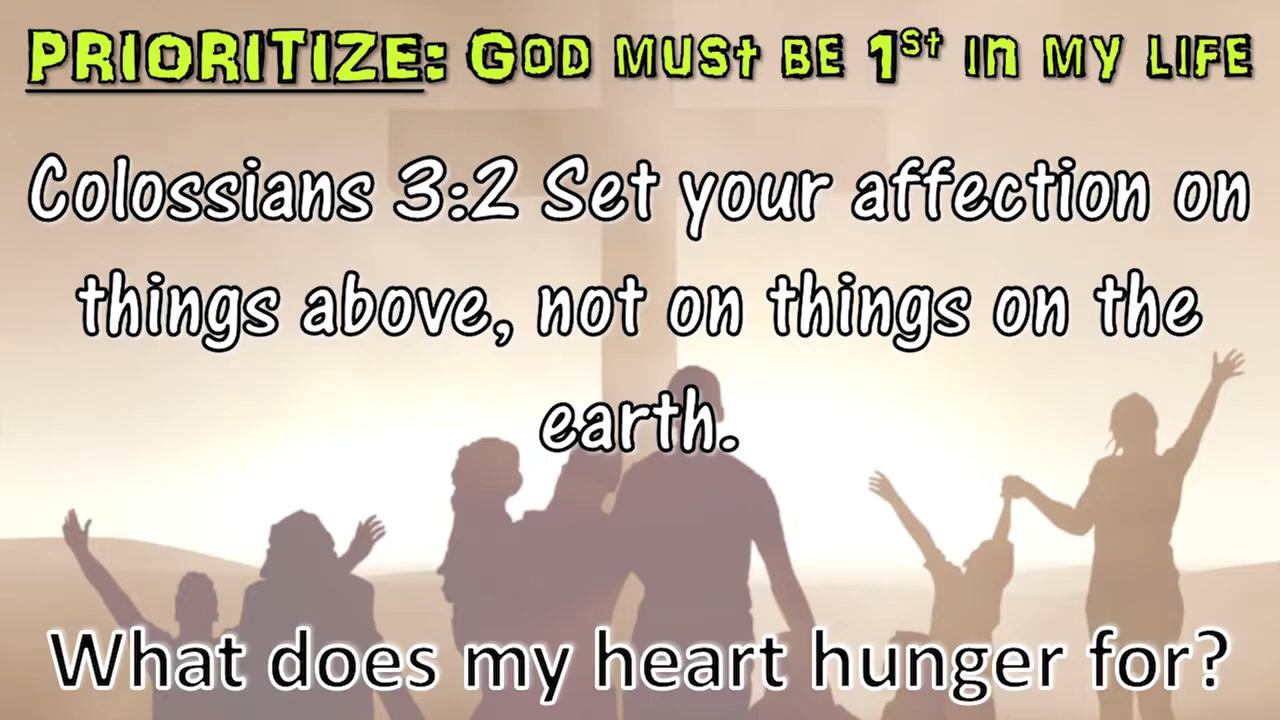 PRIORITIZE: GOD MUST BE 1st IN MY LIFE
Colossians 3:2 Set your affection on
things above, not on things on the
earth.
What does my heart hunger for?